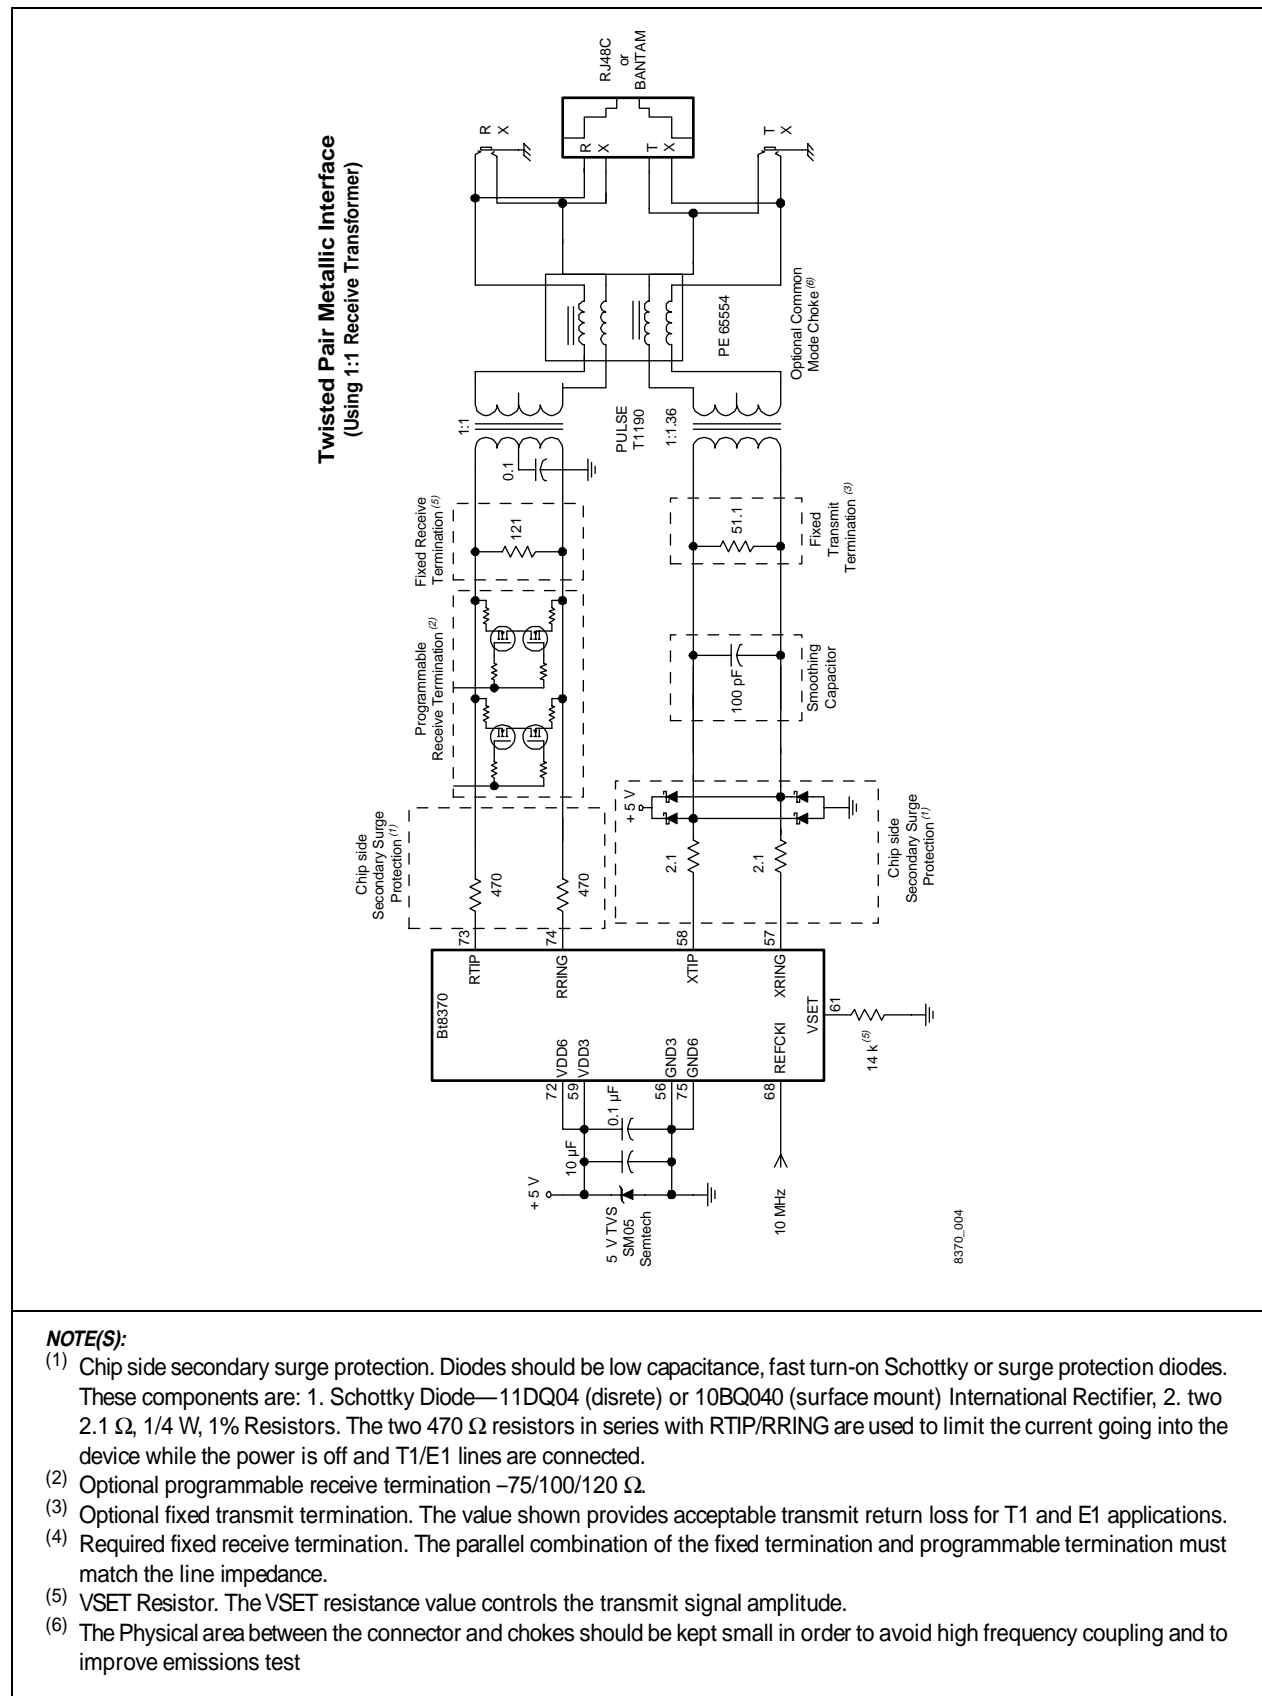 Twisted Pair Metallic Interface
(Using 1:1 Receive Transformer)
RJ48C
or
BANTAM
R
X
T
X
R
X
T
X
Optional Common
Mode Choke (6)
PE 65554
1:1
PULSE
T1190
1:1.36
0.1
Fixed Receive
Termination (5)
121
51.1
Fixed
Transmit
Termination (3)
Programmable
Receive Termination (2)
100 pF
Smoothing
Capacitor
Chip side
Secondary Surge
Protection (1)
470
470
+ 5 V
2.1
2.1
Chip side
Secondary Surge
Protection (1)
73
74
58
57
RTIP
RRING
XTIP
XRING
Bt8370
VDD6
VDD3
GND3
GND6
REFCKI
VSET
61
14 k (5)
72
59
56
75
68
0.1 µF
10 µF
+ 5 V
5 V TVS
SM05
Semtech
10 MHz
8370_004
NOTE(S):
(1) Chip side secondary surge protection. Diodes should be low capacitance, fast turn-on Schottky or surge protection diodes.
These components are: 1. Schottky Diode—11DQ04 (disrete) or 10BQ040 (surface mount) International Rectifier, 2. two
2.1 Ω, 1/4 W, 1% Resistors. The two 470 Ω resistors in series with RTIP/RRING are used to limit the current going into the
device while the power is off and T1/E1 lines are connected.
(2) Optional programmable receive termination –75/100/120 Ω.
(3) Optional fixed transmit termination. The value shown provides acceptable transmit return loss for T1 and E1 applications.
(4) Required fixed receive termination. The parallel combination of the fixed termination and programmable termination must
match the line impedance.
(5) VSET Resistor. The VSET resistance value controls the transmit signal amplitude.
(6) The Physical area between the connector and chokes should be kept small in order to avoid high frequency coupling and to
improve emissions test